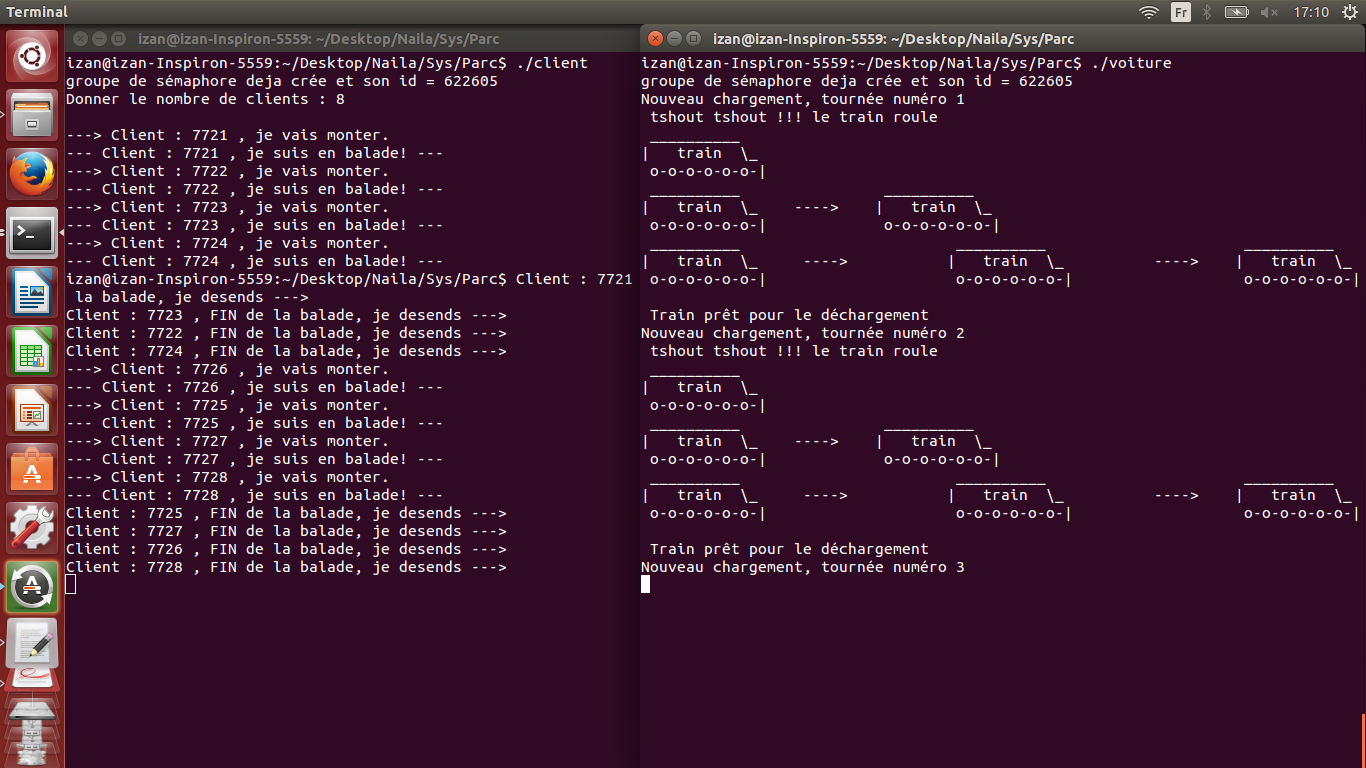 Terminal
Fr
17:10
izan@izan-Inspiron-5559: ~/Desktop/Naila/Sys/Parc
izan@izan-Inspiron-5559:~/Desktop/Naila/Sys/Parc$ ./client
groupe de sémaphore deja crée et son id = 622605
Donner le nombre de clients : 8
---> Client : 7721 , je vais monter.
--- Client : 7721 , je suis en balade! ---
---> Client : 7722 , je vais monter.
--- Client : 7722 , je suis en balade! ---
---> Client : 7723 , je vais monter.
--- Client : 7723 , je suis en balade! ---
---> Client : 7724 , je vais monter.
--- Client : 7724 , je suis en balade! ---
izan@izan-Inspiron-5559:~/Desktop/Naila/Sys/Parc$ Client : 7721
 la balade, je desends --->
Client : 7723 , FIN de la balade, je desends --->
Client : 7722 , FIN de la balade, je desends --->
Client : 7724 , FIN de la balade, je desends --->
---> Client : 7726 , je vais monter.
--- Client : 7726 , je suis en balade! ---
---> Client : 7725 , je vais monter.
--- Client : 7725 , je suis en balade! ---
---> Client : 7727 , je vais monter.
--- Client : 7727 , je suis en balade! ---
---> Client : 7728 , je vais monter.
--- Client : 7728 , je suis en balade! ---
Client : 7725 , FIN de la balade, je desends --->
Client : 7727 , FIN de la balade, je desends --->
Client : 7726 , FIN de la balade, je desends --->
Client : 7728 , FIN de la balade, je desends --->
izan@izan-Inspiron-5559: ~/Desktop/Naila/Sys/Parc
izan@izan-Inspiron-5559:~/Desktop/Naila/Sys/Parc$ ./voiture
groupe de sémaphore deja crée et son id = 622605
Nouveau chargement, tournée numéro 1
 tshout tshout !!! le train roule
 __________
|   train  \_
 o-o-o-o-o-o-|
 __________                __________
|   train  \_    ---->    |   train  \_
 o-o-o-o-o-o-|             o-o-o-o-o-o-|
 __________                        __________                      __________
|   train  \_     ---->           |   train  \_          ---->    |   train  \_
 o-o-o-o-o-o-|                     o-o-o-o-o-o-|                   o-o-o-o-o-o-|
 Train prêt pour le déchargement
Nouveau chargement, tournée numéro 2
 tshout tshout !!! le train roule
 __________
|   train  \_
 o-o-o-o-o-o-|
 __________                __________
|   train  \_    ---->    |   train  \_
 o-o-o-o-o-o-|             o-o-o-o-o-o-|
 __________                        __________                      __________
|   train  \_     ---->           |   train  \_          ---->    |   train  \_
 o-o-o-o-o-o-|                     o-o-o-o-o-o-|                   o-o-o-o-o-o-|
 Train prêt pour le déchargement
Nouveau chargement, tournée numéro 3